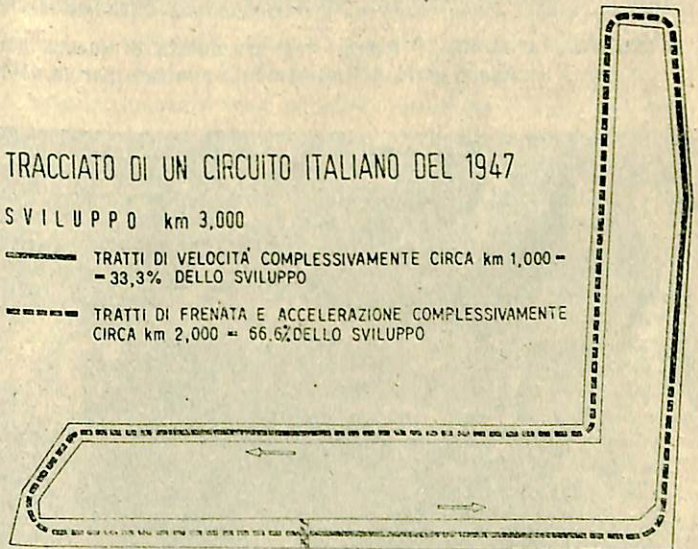 TRACCIATO DI UN CIRCUITO ITALIANO DEL 1947
SVILUPPO km 3,000
TRATTI DI VELOCITA' COMPLESSIVAMENTE CIRCA km 1,000 =
= 33,3% DELLO SVILUPPO
TRATTI DI FRENATA E ACCELERAZIONE COMPLESSIVAMENTE
CIRCA km 2,000 = 66,6% DELLO SVILUPPO